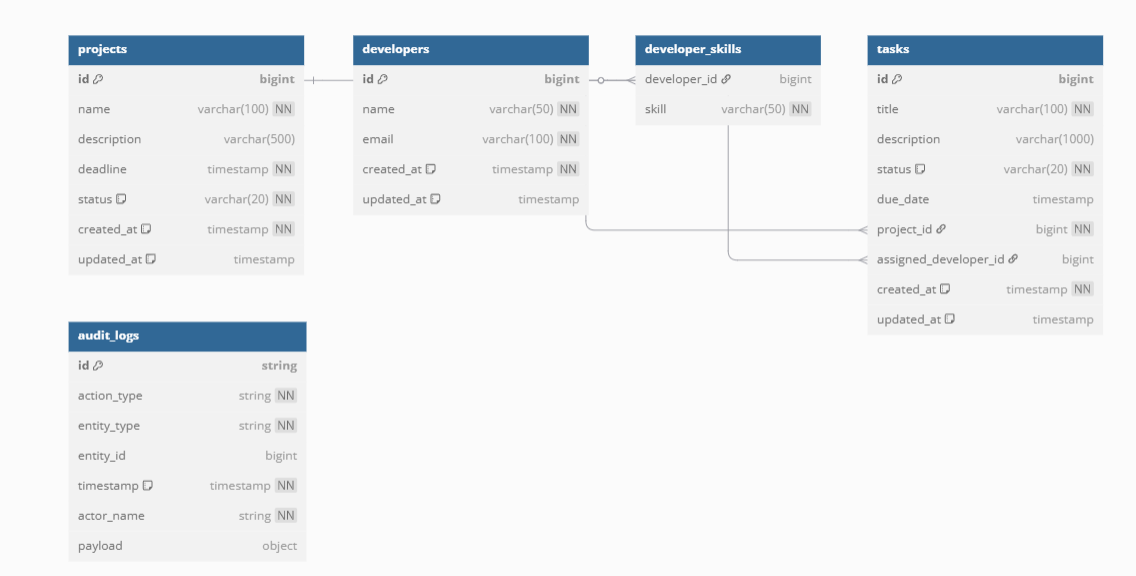 projects
id bigint
name varchar(100) NN
description varchar(500)
deadline timestamp NN
status varchar(20) NN
created_at timestamp NN
updated_at timestamp
developers
id bigint
name varchar(50) NN
email varchar(100) NN
created_at timestamp NN
updated_at timestamp
developer_skills
developer_id bigint
skill varchar(50) NN
tasks
id bigint
title varchar(100) NN
description varchar(1000)
status varchar(20) NN
due_date timestamp
project_id bigint NN
assigned_developer_id bigint
created_at timestamp NN
updated_at timestamp
audit_logs
id string
action_type string NN
entity_type string NN
entity_id bigint
timestamp timestamp NN
actor_name string NN
payload object